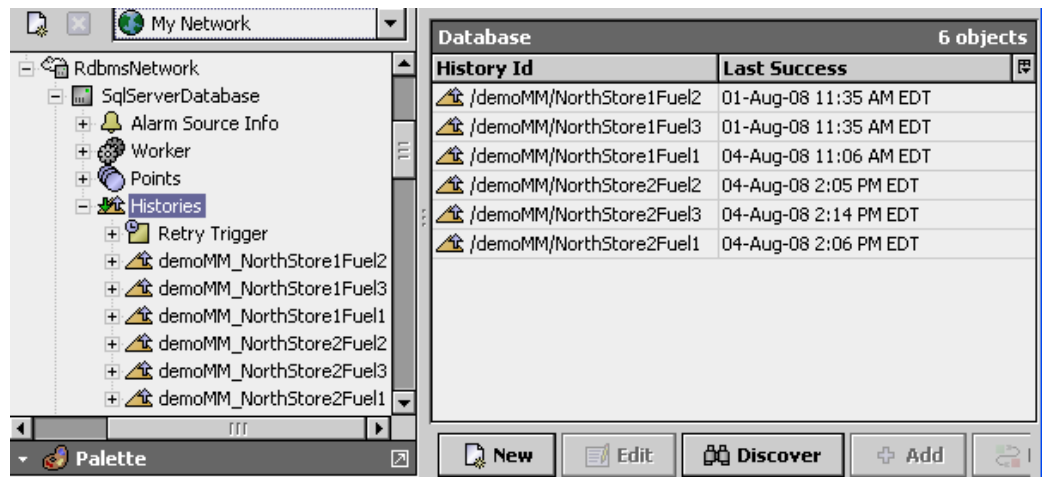 My Network
RdbmsNetwork
SqlServerDatabase
Alarm Source Info
Worker
Points
Histories
Retry Trigger
demoMM_NorthStore1Fuel2
demoMM_NorthStore1Fuel3
demoMM_NorthStore1Fuel1
demoMM_NorthStore2Fuel2
demoMM_NorthStore2Fuel3
demoMM_NorthStore2Fuel1
Palette
Database 6 objects
History Id Last Success
/demoMM/NorthStore1Fuel2 01-Aug-08 11:35 AM EDT
/demoMM/NorthStore1Fuel3 01-Aug-08 11:35 AM EDT
/demoMM/NorthStore1Fuel1 04-Aug-08 11:06 AM EDT
/demoMM/NorthStore2Fuel2 04-Aug-08 2:05 PM EDT
/demoMM/NorthStore2Fuel3 04-Aug-08 2:14 PM EDT
/demoMM/NorthStore2Fuel1 04-Aug-08 2:06 PM EDT
New Edit Discover Add